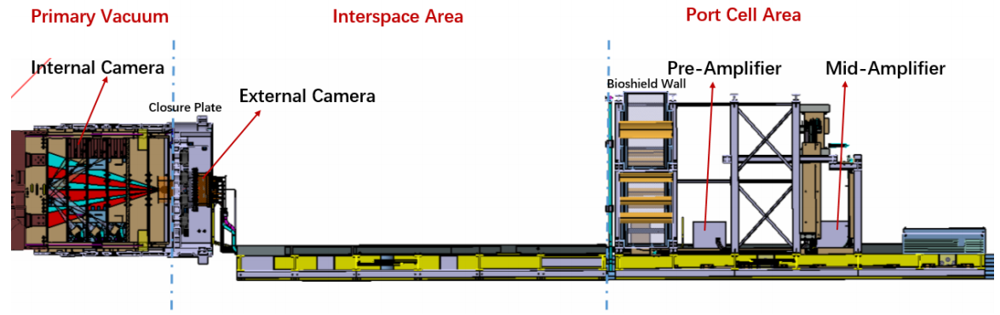 Primary Vacuum
Interspace Area
Port Cell Area
Internal Camera
Closure Plate
External Camera
Bioshield Wall
Pre-Amplifier
Mid-Amplifier